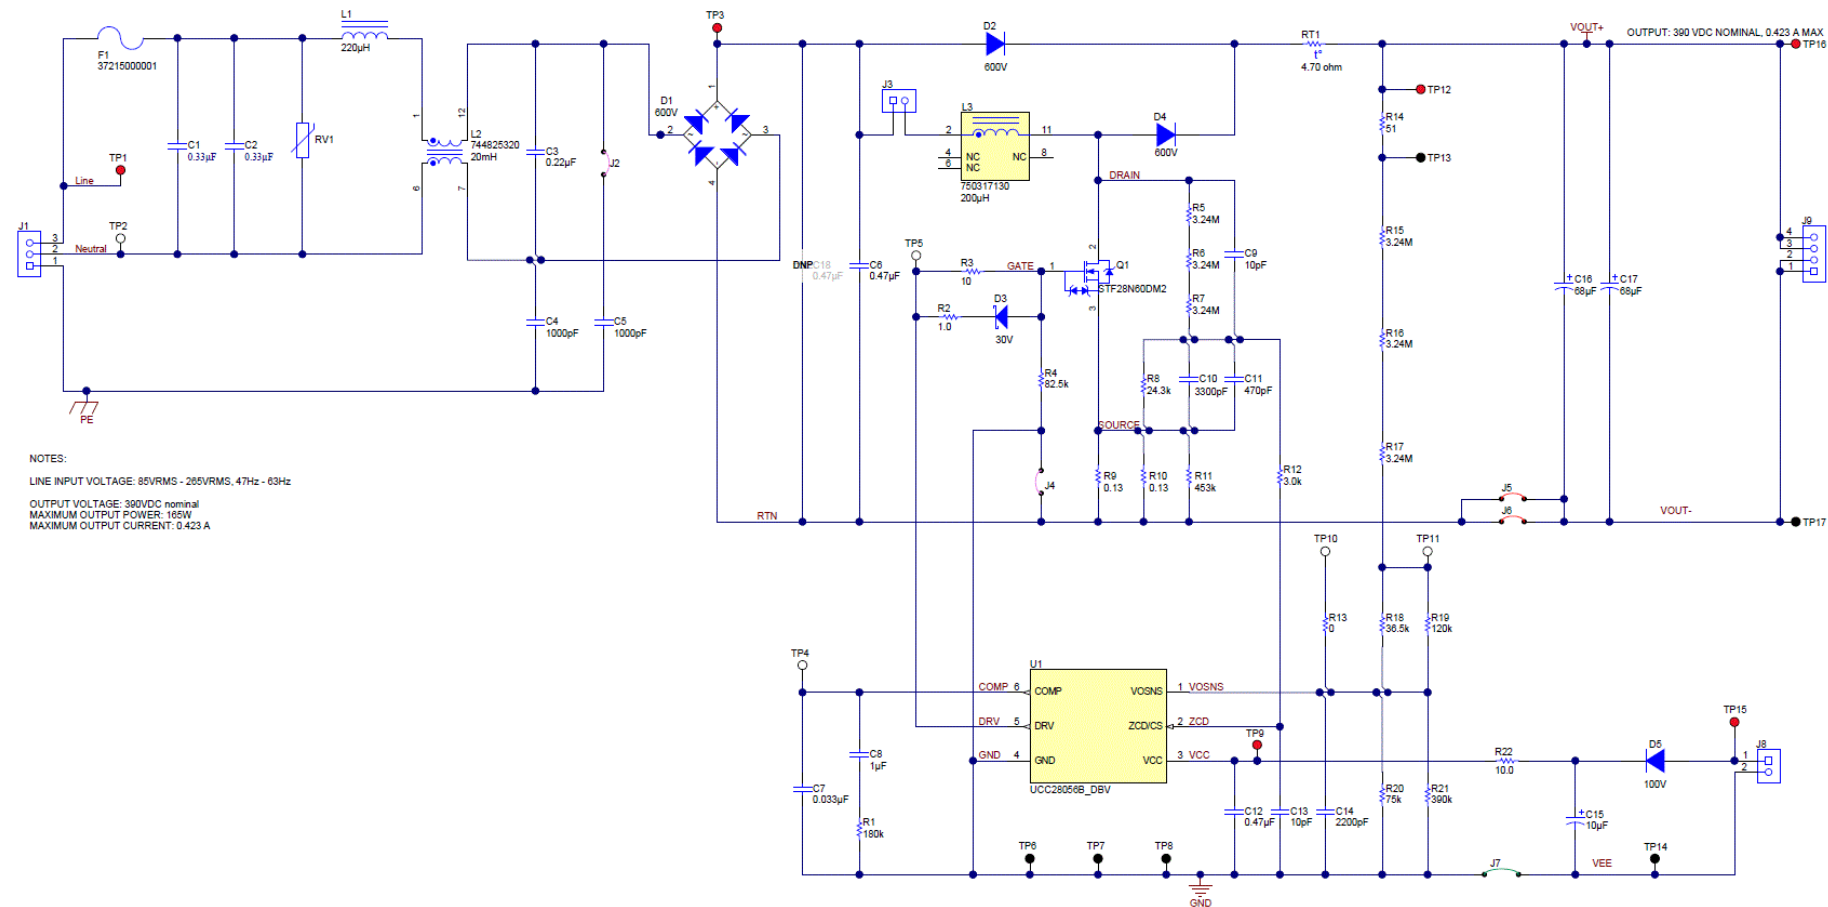 L1
220μH
F1
37215000001
TP3
D2
600V
RT1
t°
4.70 ohm
VOUT+
OUTPUT: 390 VDC NOMINAL, 0.423 A MAX
TP16
J3
TP12
R14
51
TP13
C1
0.33μF
C2
0.33μF
RV1
1
12
L2
744825320
20mH
6
7
C3
0.22μF
J2
D1
600V
1
2
3
4
+
-
~
~
L3
2
11
4
NC
6
NC
NC
8
750317130
200μH
D4
600V
TP1
Line
TP2
Neutral
J1
3
2
1
DRAIN
R5
3.24M
R6
3.24M
R7
3.24M
C9
10pF
R15
3.24M
J9
4
3
2
1
TP5
R3
10
GATE
1
2
3
Q1
STF28N60DM2
DNP
C18
0.47μF
C6
0.47μF
C16
68μF
C17
68μF
R2
1.0
D3
30V
C4
1000pF
C5
1000pF
R16
3.24M
R4
82.5k
R8
24.3k
C10
3300pF
C11
470pF
PE
SOURCE
R17
3.24M
NOTES:
LINE INPUT VOLTAGE: 85VRMS - 265VRMS, 47Hz - 63Hz
OUTPUT VOLTAGE: 390VDC nominal
MAXIMUM OUTPUT POWER: 165W
MAXIMUM OUTPUT CURRENT: 0.423 A
J4
R9
0.13
R10
0.13
R11
453k
R12
3.0k
J5
J6
RTN
VOUT-
TP17
TP10
TP11
R13
0
R18
36.5k
R19
120k
TP4
U1
COMP 6
COMP
VOSNS
1 VOSNS
DRV 5
DRV
ZCD/CS
2 ZCD
GND 4
GND
VCC
3 VCC
UCC28056B_DBV
TP9
TP15
R22
10.0
D5
100V
J8
1
2
C8
1μF
C7
0.033μF
R1
180k
C12
0.47μF
C13
10pF
C14
2200pF
R20
75k
R21
390k
C15
10μF
TP6
TP7
TP8
J7
VEE
TP14
GND